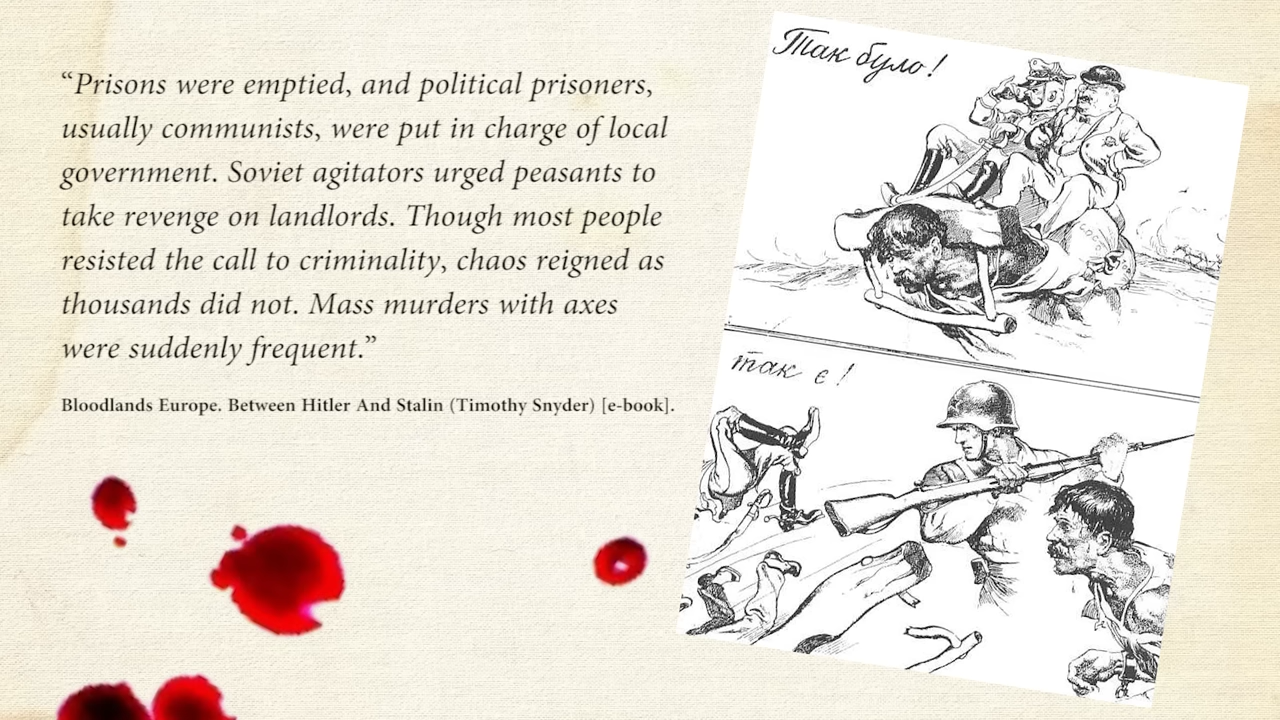 “Prisons were emptied, and political prisoners,
usually communists, were put in charge of local
government. Soviet agitators urged peasants to
take revenge on landlords. Though most people
resisted the call to criminality, chaos reigned as
thousands did not. Mass murders with axes
were suddenly frequent.”
Bloodlands Europe. Between Hitler And Stalin (Timothy Snyder) [e-book].
Так було!
так є!